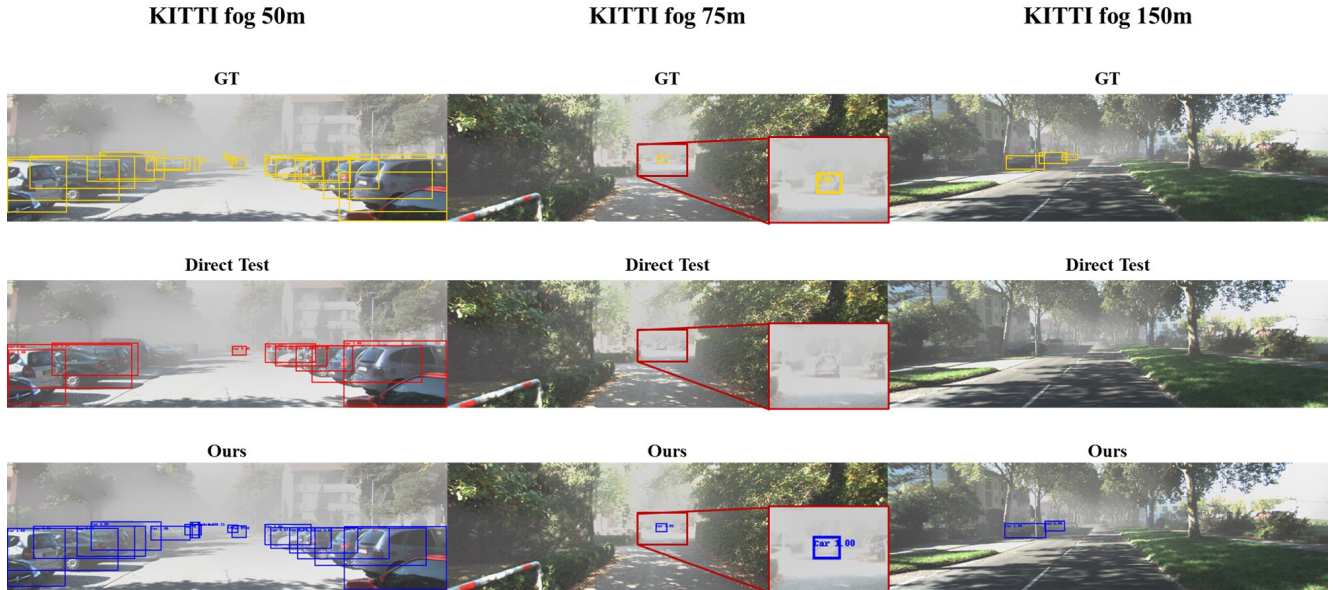 KITTI fog 50m KITTI fog 75m KITTI fog 150m
GT GT GT
Direct Test Direct Test Direct Test
Ours Ours Ours
Car 1.00